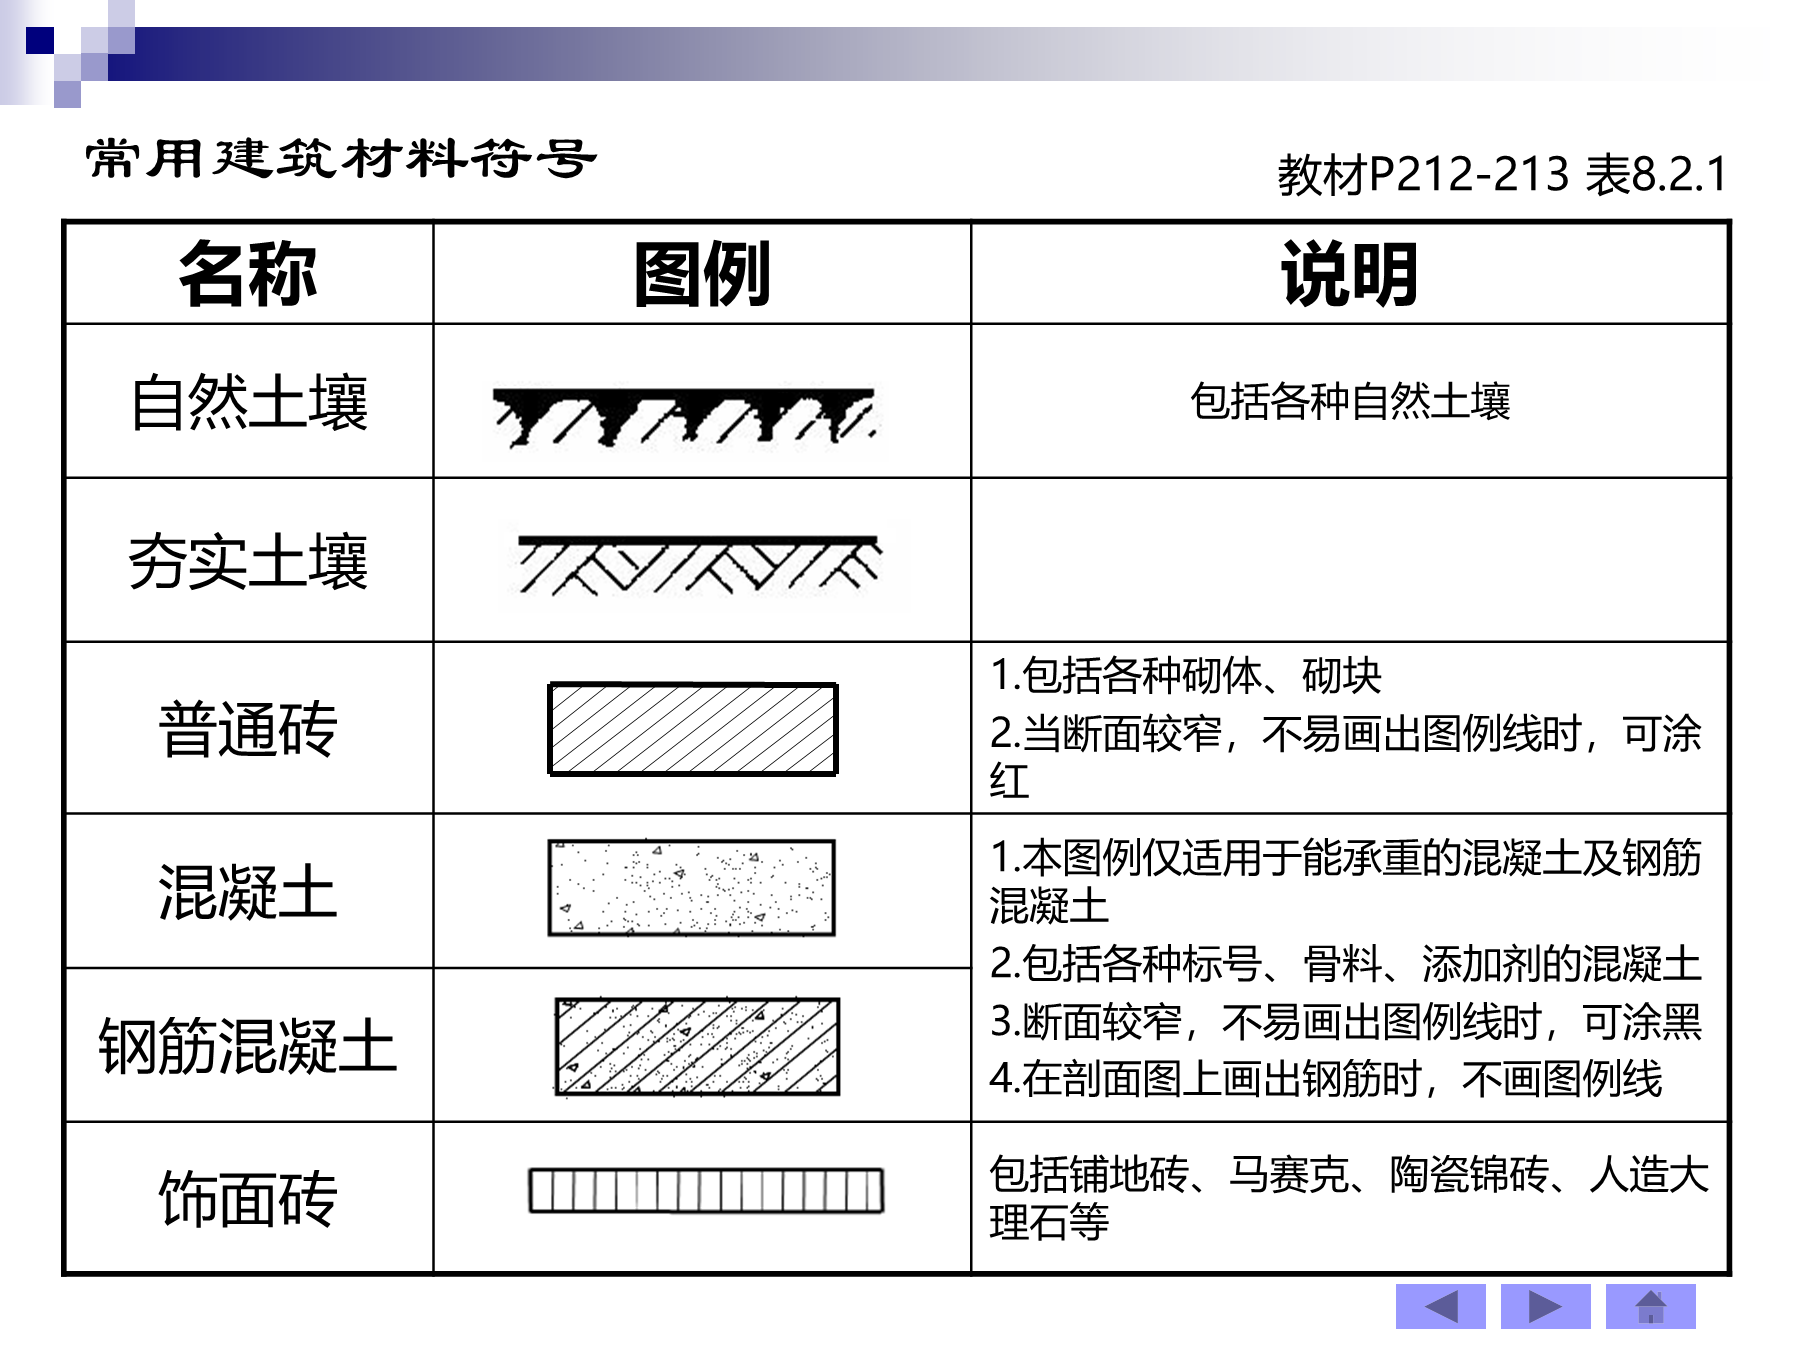 常用建筑材料符号
教材P212-213 表8.2.1
名称 图例 说明
自然土壤 包括各种自然土壤
夯实土壤
普通砖
1.包括各种砌体、砌块
2.当断面较窄，不易画出图例线时，可涂
红
混凝土
钢筋混凝土
1.本图例仅适用于能承重的混凝土及钢筋
混凝土
2.包括各种标号、骨料、添加剂的混凝土
3.断面较窄，不易画出图例线时，可涂黑
4.在剖面图上画出钢筋时，不画图例线
饰面砖
包括铺地砖、马赛克、陶瓷锦砖、人造大
理石等